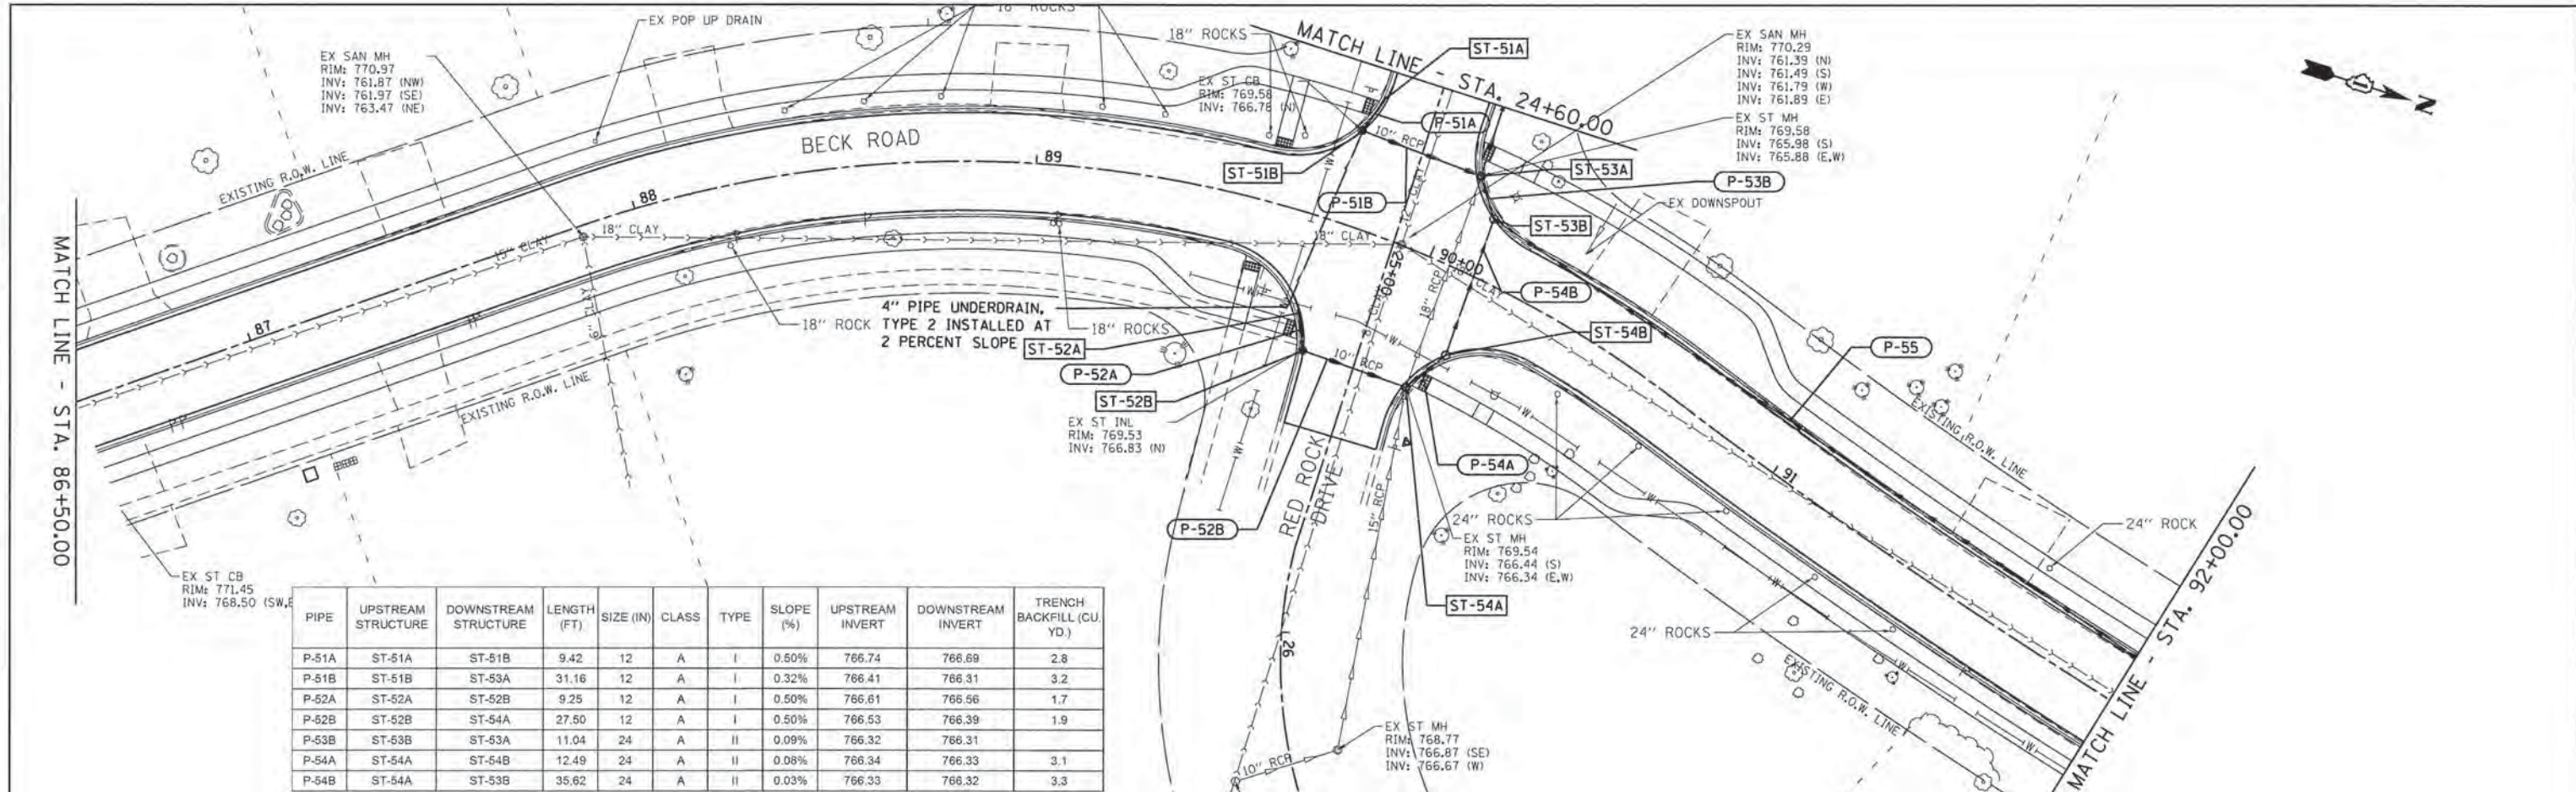 18" ROCKS
EX POP UP DRAIN
EX SAN MH
RIM: 770.97
INV: 761.87 (NW)
INV: 761.97 (SE)
INV: 763.47 (NE)
18" ROCKS
MATCH LINE - STA. 24+60.00
ST-51A
EX ST CB
RIM: 769.58
INV: 766.78 (N)
EX SAN MH
RIM: 770.29
INV: 761.39 (N)
INV: 761.49 (S)
INV: 761.79 (W)
INV: 761.89 (E)
EX ST MH
RIM: 769.58
INV: 765.98 (S)
INV: 765.88 (E,W)
N
P-51A
10" RCP
BECK ROAD
89
ST-51B
ST-53A
P-53B
EX DOWNSPOUT
P-51B
EXISTING R.O.W. LINE
88
18" CLAY
15" CLAY
18" CLAY
ST-53B
MATCH LINE - STA. 86+50.00
87
25+00
90+00
18" RCP
P-54B
4" PIPE UNDERDRAIN,
TYPE 2 INSTALLED AT
2 PERCENT SLOPE
18" ROCK
18" ROCKS
ST-52A
ST-54B
P-55
P-52A
10" RCP
ST-52B
EXISTING R.O.W. LINE
EXISTING R.O.W. LINE
EX ST INL
RIM: 769.53
INV: 766.83 (N)
P-54A
91
P-52B
RED ROCK
DRIVE
15" RCP
24" ROCKS
EX ST MH
RIM: 769.54
INV: 766.44 (S)
INV: 766.34 (E,W)
24" ROCK
MATCH LINE - STA. 92+00.00
EX ST CB
RIM: 771.45
INV: 768.50 (SW,E
ST-54A
24" ROCKS
26
EXISTING R.O.W. LINE
EX ST MH
RIM: 768.77
INV: 766.87 (SE)
INV: 766.67 (W)
10" RCP
PIPE UPSTREAM STRUCTURE DOWNSTREAM STRUCTURE LENGTH (FT) SIZE (IN) CLASS TYPE SLOPE (%) UPSTREAM INVERT DOWNSTREAM INVERT TRENCH BACKFILL (CU. YD.)
P-51A ST-51A ST-51B 9.42 12 A I 0.50% 766.74 766.69 2.8
P-51B ST-51B ST-53A 31.16 12 A I 0.32% 766.41 766.31 3.2
P-52A ST-52A ST-52B 9.25 12 A I 0.50% 766.61 766.56 1.7
P-52B ST-52B ST-54A 27.50 12 A I 0.50% 766.53 766.39 1.9
P-53B ST-53B ST-53A 11.04 24 A II 0.09% 766.32 766.31
P-54A ST-54A ST-54B 12.49 24 A II 0.08% 766.34 766.33 3.1
P-54B ST-54A ST-53B 35.62 24 A II 0.03% 766.33 766.32 3.3